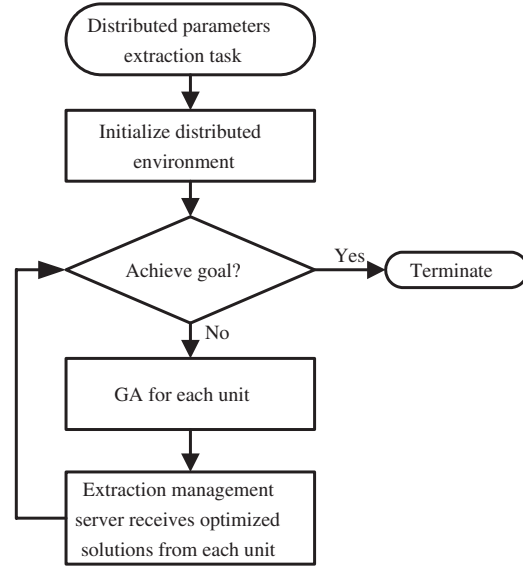 Distributed parameters
extraction task
Initialize distributed
environment
Achieve goal?
Yes
Terminate
No
GA for each unit
Extraction management
server receives optimized
solutions from each unit